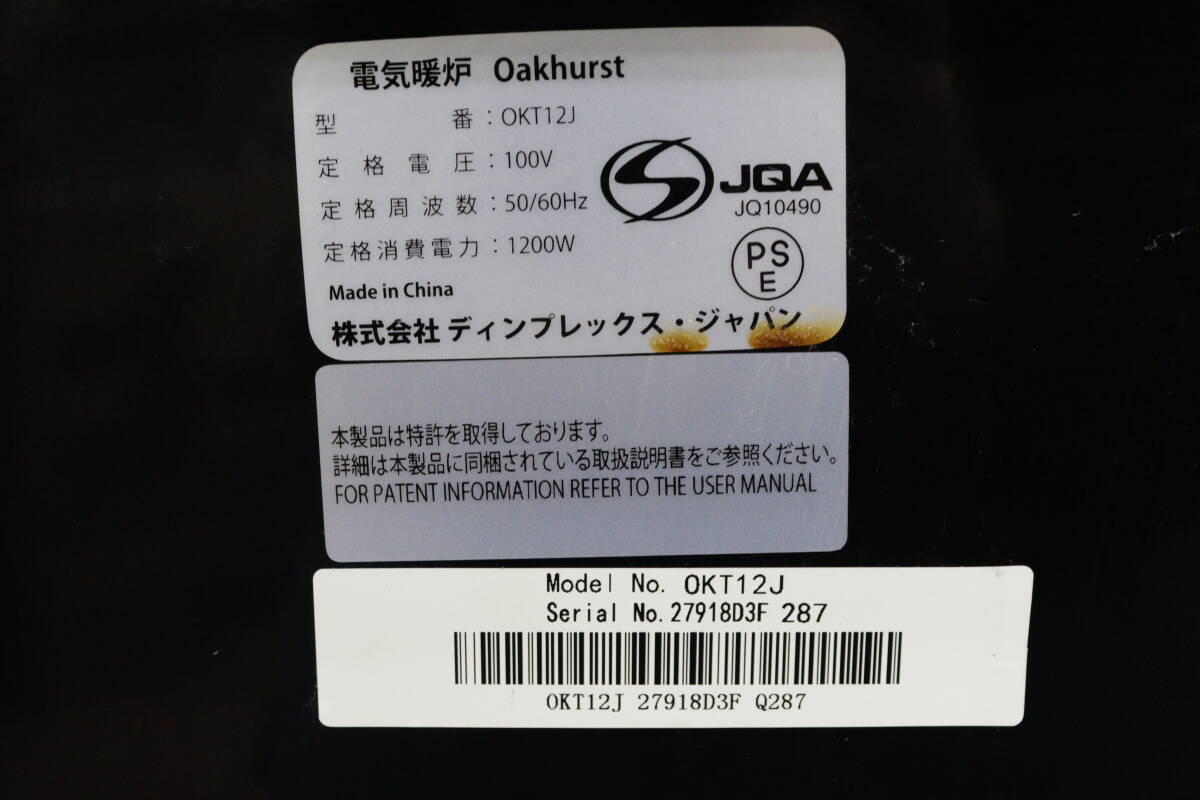 電気暖炉 Oakhurst
型番：OKT12J
定格電圧：100V
定格周波数：50/60Hz
定格消費電力：1200W
Made in China
株式会社 ディンプレックス・ジャパン
JQA
JQ10490
PS
E
本製品は特許を取得しております。
詳細は本製品に同梱されている取扱説明書をご参照ください。
FOR PATENT INFORMATION REFER TO THE USER MANUAL
Model No. OKT12J
Serial No. 27918D3F 287
OKT12J 27918D3F Q287